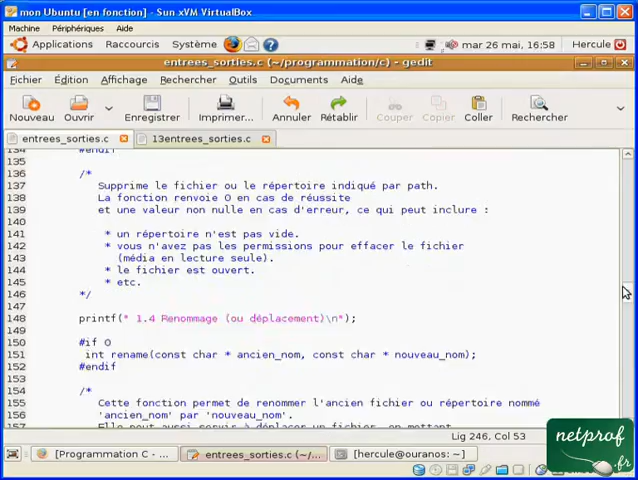 mon Ubuntu [en fonction] - Sun xVM VirtualBox
Machine Périphériques Aide
Applications Raccourcis Système mar 26 mai, 16:58 Hercule
entrees_sorties.c (~/programmation/c) - gedit
Fichier Édition Affichage Rechercher Outils Documents Aide
Nouveau Ouvrir Enregistrer Imprimer... Annuler Rétablir Couper Copier Coller Rechercher
entrees_sorties.c 13entrees_sorties.c
134 #endif
135
136 /*
137 Supprime le fichier ou le répertoire indiqué par path.
138 La fonction renvoie 0 en cas de réussite
139 et une valeur non nulle en cas d'erreur, ce qui peut inclure :
140
141 * un répertoire n'est pas vide.
142 * vous n'avez pas les permissions pour effacer le fichier
143 (média en lecture seule).
144 * le fichier est ouvert.
145 * etc.
146 */
147
148 printf(" 1.4 Renommage (ou déplacement)\n");
149
150 #if 0
151 int rename(const char * ancien_nom, const char * nouveau_nom);
152 #endif
153
154 /*
155 Cette fonction permet de renommer l'ancien fichier ou répertoire nommé
156 'ancien_nom' par 'nouveau_nom'.
157 Elle peut aussi servir à déplacer un fichier, en mettant
Lig 246, Col 53
[Programmation C - ... entrees_sorties.c (~/... [hercule@ouranos: ~]
netprof
.fr